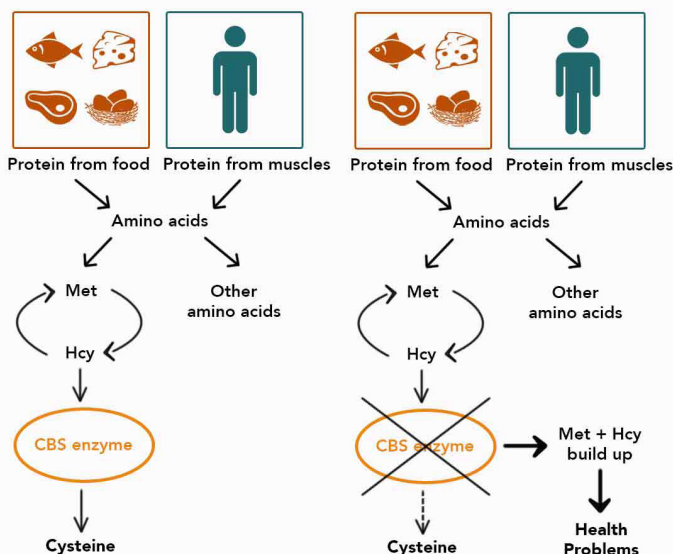 Protein from food
Protein from muscles
Amino acids
Met
Other
amino acids
Hcy
CBS enzyme
Cysteine
Protein from food
Protein from muscles
Amino acids
Met
Other
amino acids
Hcy
CBS enzyme
Met + Hcy
build up
Cysteine
Health
Problems